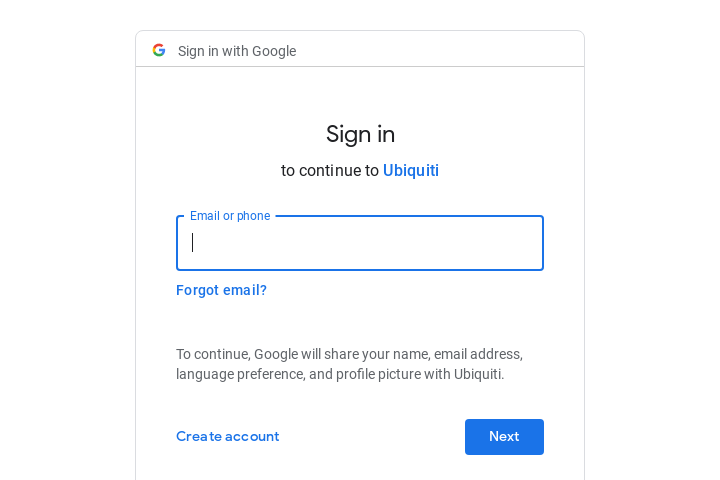 Sign in with Google
Sign in
to continue to Ubiquiti
Email or phone
Forgot email?
To continue, Google will share your name, email address,
language preference, and profile picture with Ubiquiti.
Create account
Next